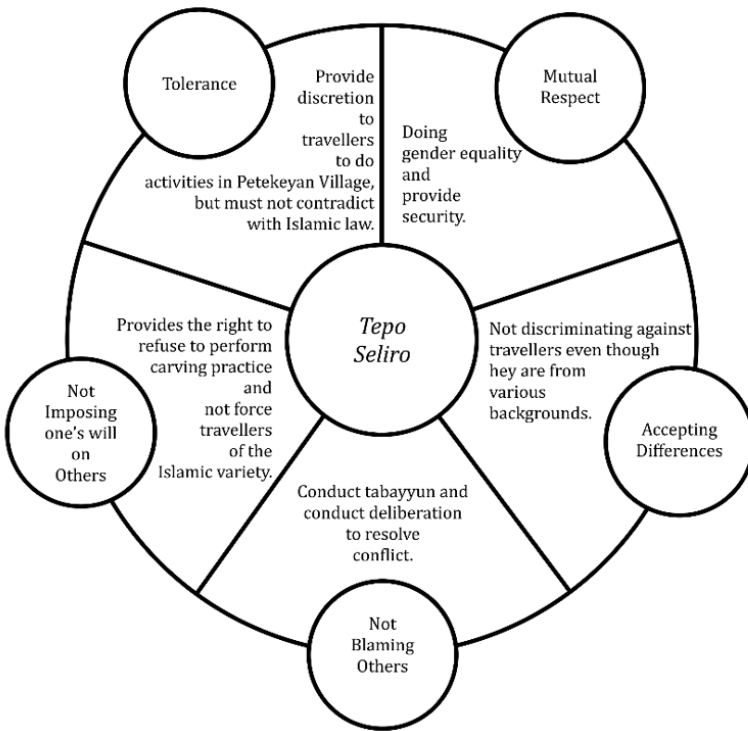 Tolerance
Provide
discretion
to
travellers
to do
activities in Petekeyan Village,
but must not contradict
with Islamic law.
Mutual
Respect
Doing
gender equality
and
provide
security.
Tepo
Seliro
Provides the right to
refuse to perform
carving practice
and
not force
travellers
of the
Islamic variety.
Not
Imposing
one's will
on
Others
Not discriminating against
travellers even though
hey are from
various
backgrounds.
Accepting
Differences
Conduct tabayyun and
conduct deliberation
to resolve
conflict.
Not
Blaming
Others